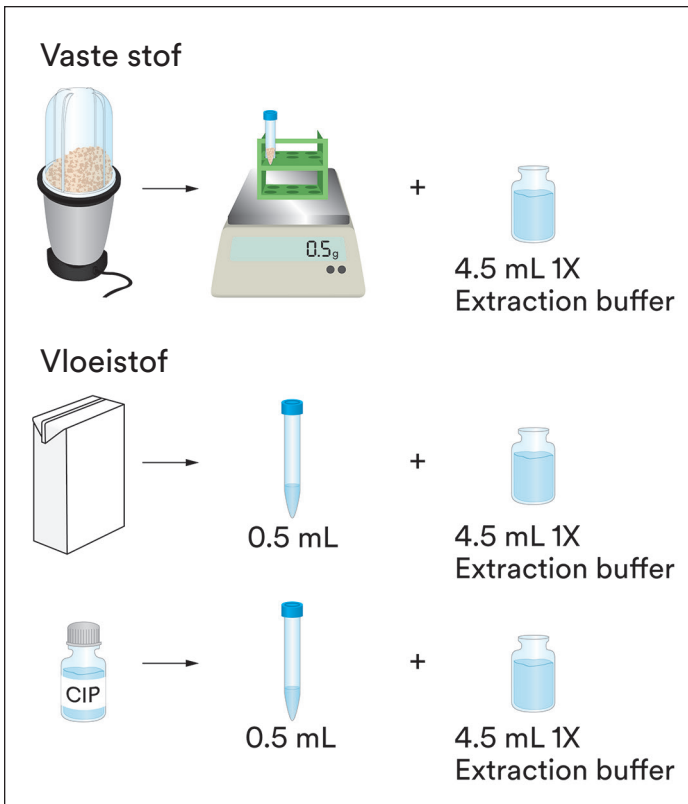 Vaste stof
0.5g
+
4.5 mL 1X
Extraction buffer
Vloeistof
+
0.5 mL
4.5 mL 1X
Extraction buffer
CIP
+
0.5 mL
4.5 mL 1X
Extraction buffer